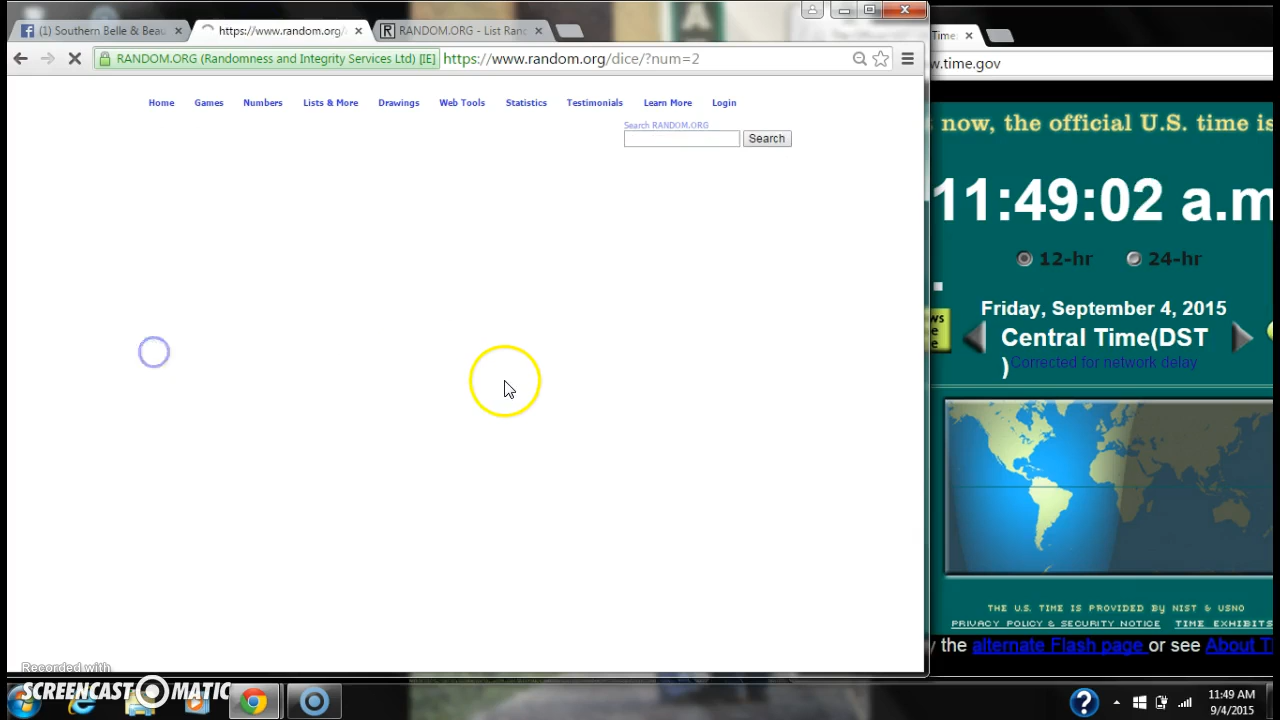 (1) Southern Belle & Beau
https://www.random.org/
RANDOM.ORG - List Ranc
RANDOM.ORG (Randomness and Integrity Services Ltd) [IE]
https://www.random.org/dice/?num=2
Home Games Numbers Lists & More Drawings Web Tools Statistics Testimonials Learn More Login
Search RANDOM.ORG
Search
Time
w.time.gov
now, the official U.S. time is
11:49:02 a.m
12-hr 24-hr
Friday, September 4, 2015
Central Time(DST
)
Corrected for network delay
THE U.S. TIME IS PROVIDED BY NIST & USNO
PRIVACY POLICY & SECURITY NOTICE TIME EXHIBITS
y the alternate Flash page or see About T
Recorded with
SCREENCAST MATIC
11:49 AM
9/4/2015